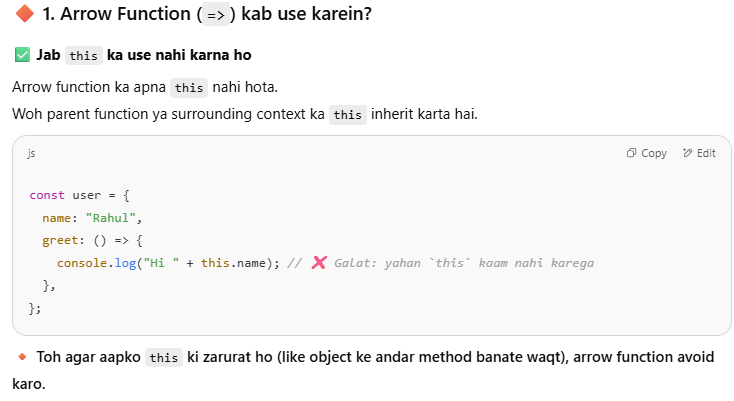 🔶 1. Arrow Function (=>) kab use karein?
✅ Jab this ka use nahi karna ho
Arrow function ka apna this nahi hota.
Woh parent function ya surrounding context ka this inherit karta hai.
js Copy Edit
const user = {
  name: "Rahul",
  greet: () => {
    console.log("Hi " + this.name); // ❌ Galat: yahan `this` kaam nahi karega
  },
};
🔸 Toh agar aapko this ki zarurat ho (like object ke andar method banate waqt), arrow function avoid
karo.